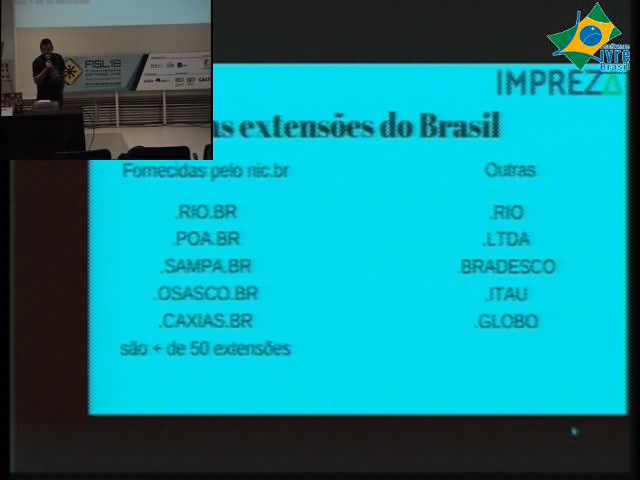 FISL18
IMPREZA
as extensões do Brasil
Fornecidas pelo nic.br
Outras
.RIO.BR
.RIO
.POA.BR
.LTDA
.SAMPA.BR
.BRADESCO
.OSASCO.BR
.ITAU
.CAXIAS.BR
.GLOBO
são + de 50 extensões